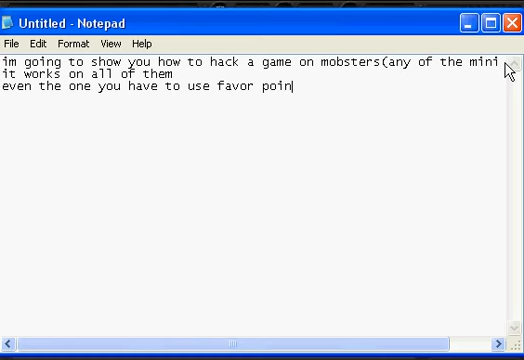 Untitled - Notepad
File Edit Format View Help
im going to show you how to hack a game on mobsters(any of the mini
it works on all of them
even the one you have to use favor poin